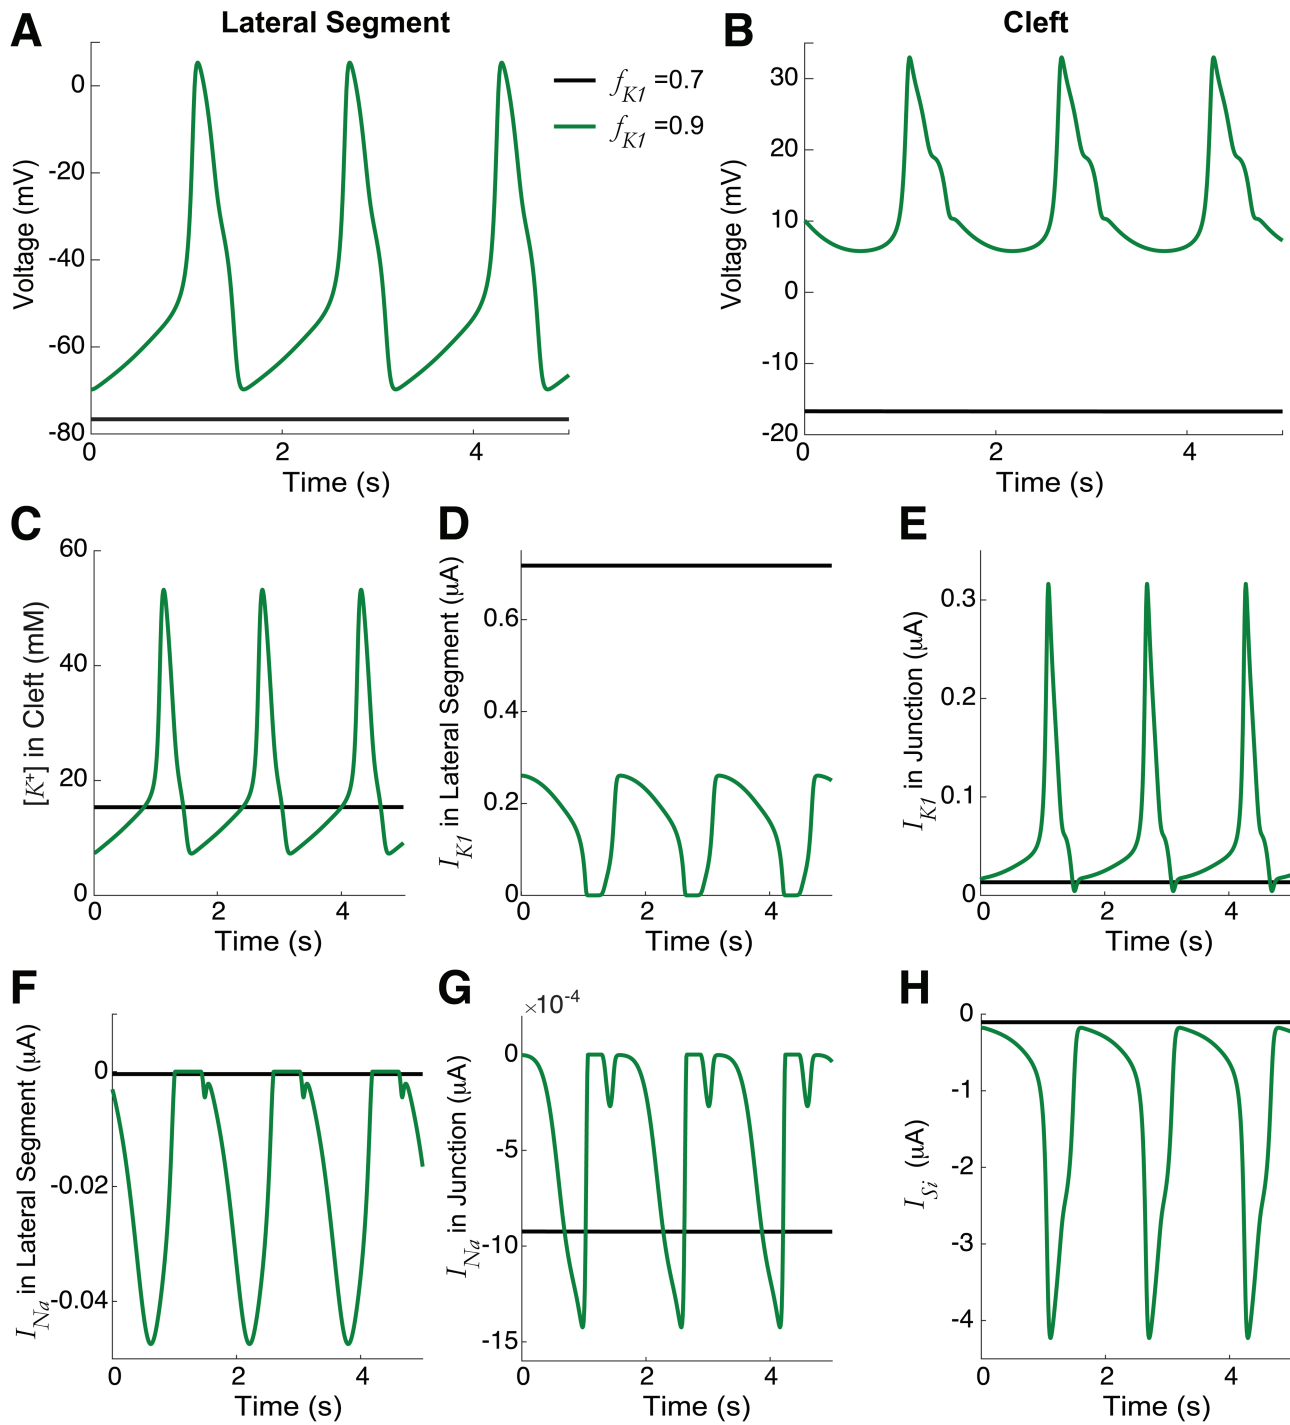 A
Lateral Segment
B
Cleft
f_K1 =0.7
f_K1 =0.9
Voltage (mV)
0
-20
-40
-60
-80
0
2
4
Time (s)
Voltage (mV)
30
20
10
0
-10
-20
0
2
4
Time (s)
C
[K+] in Cleft (mM)
60
40
20
0
0
2
4
Time (s)
D
I_K1 in Lateral Segment (μA)
0.6
0.4
0.2
0
0
2
4
Time (s)
E
I_K1 in Junction (μA)
0.3
0.2
0.1
0
0
2
4
Time (s)
F
I_Na in Lateral Segment (μA)
0
-0.02
-0.04
0
2
4
Time (s)
G
×10-4
I_Na in Junction (μA)
0
-5
-10
-15
0
2
4
Time (s)
H
I_Si (μA)
0
-1
-2
-3
-4
0
2
4
Time (s)